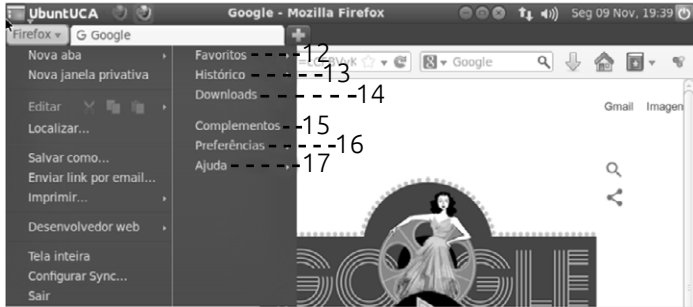 UbuntUCA
Google - Mozilla Firefox
Seg 09 Nov, 19:39
Firefox
Google
Nova aba
Nova janela privativa
Editar
Localizar...
Salvar como...
Enviar link por email...
Imprimir...
Desenvolvedor web
Tela inteira
Configurar Sync...
Sair
Favoritos 12
Histórico 13
Downloads 14
Complementos 15
Preferências 16
Ajuda 17
Google
Gmail Imagen
GOOGLE